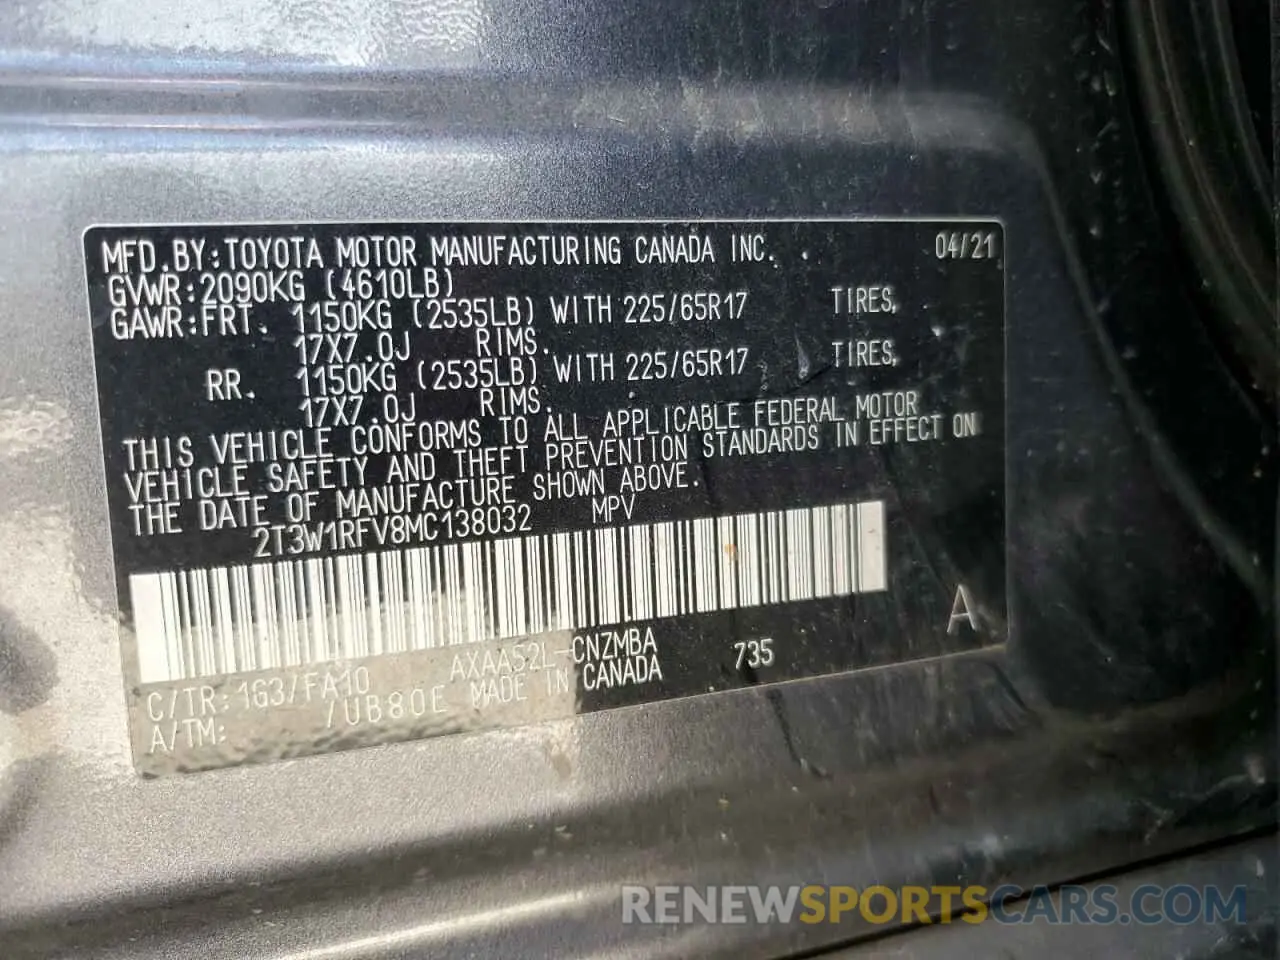 MFD.BY:TOYOTA MOTOR MANUFACTURING CANADA INC. 04/21
GVWR:2090KG (4610LB)
GAWR:FRT. 1150KG (2535LB) WITH 225/65R17 TIRES,
17X7.0J RIMS.
RR. 1150KG (2535LB) WITH 225/65R17 TIRES,
17X7.0J RIMS.
THIS VEHICLE CONFORMS TO ALL APPLICABLE FEDERAL MOTOR
VEHICLE SAFETY AND THEFT PREVENTION STANDARDS IN EFFECT ON
THE DATE OF MANUFACTURE SHOWN ABOVE.
2T3W1RFV8MC138032 MPV
A
C/TR:1G3/FA10 AXAA52L-CNZMBA 735
A/TM: /UB80E MADE IN CANADA
RENEWSPORTSCARS.COM